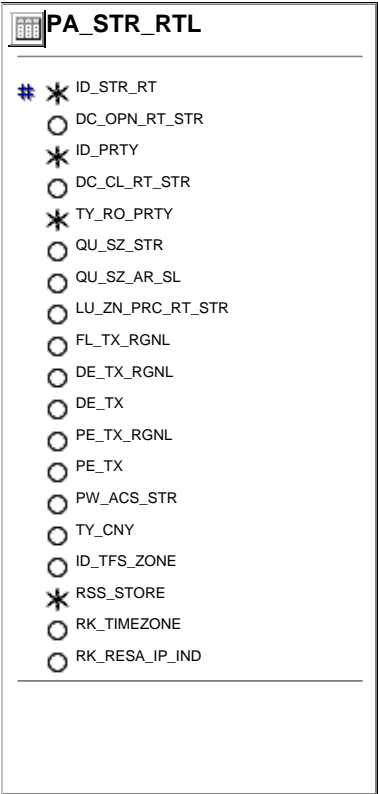 PA_STR_RTL
# * ID_STR_RT
DC_OPN_RT_STR
* ID_PRTY
DC_CL_RT_STR
* TY_RO_PRTY
QU_SZ_STR
QU_SZ_AR_SL
LU_ZN_PRC_RT_STR
FL_TX_RGNL
DE_TX_RGNL
DE_TX
PE_TX_RGNL
PE_TX
PW_ACS_STR
TY_CNY
ID_TFS_ZONE
* RSS_STORE
RK_TIMEZONE
RK_RESA_IP_IND